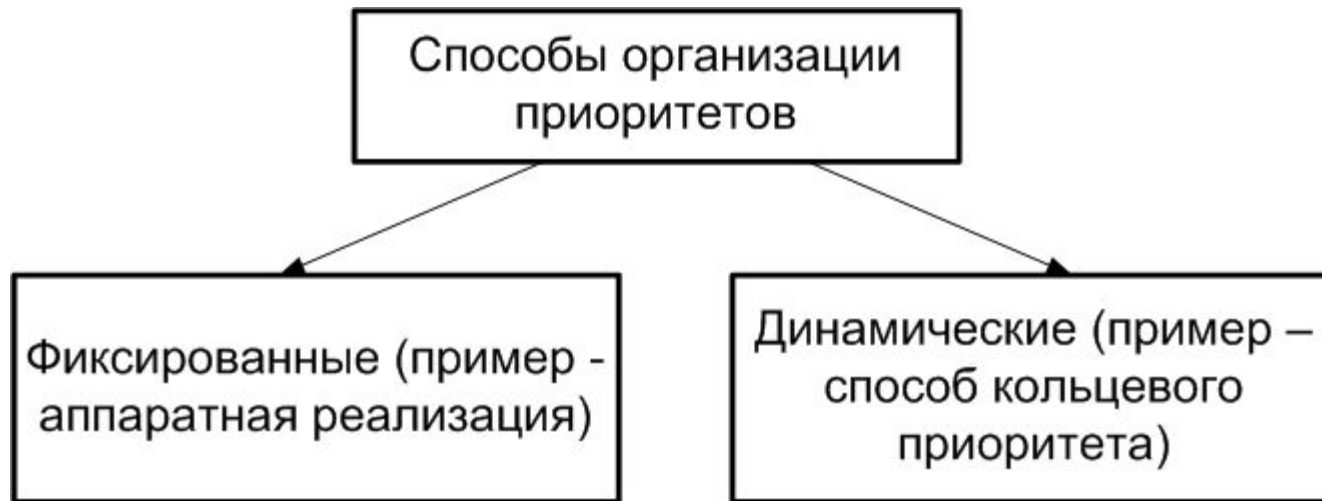 Способы организации
приоритетов
Фиксированные (пример -
аппаратная реализация)
Динамические (пример –
способ кольцевого
приоритета)